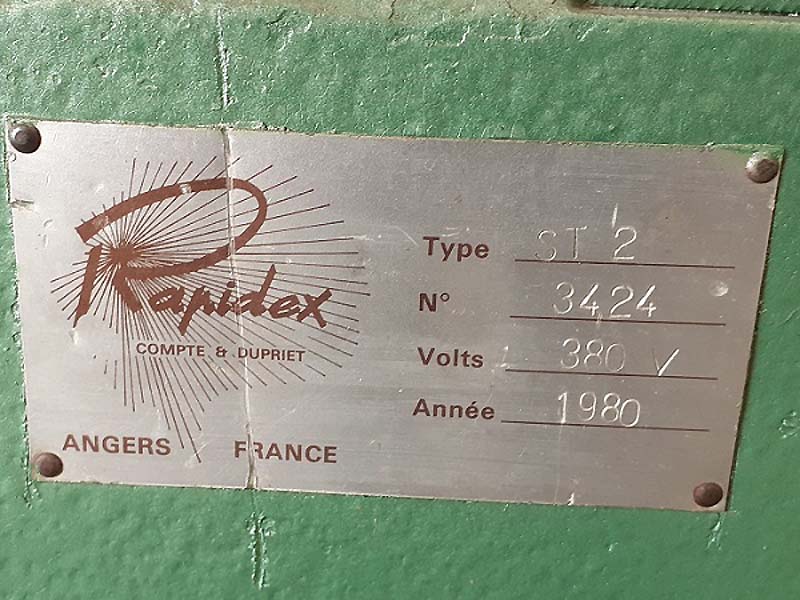 Rapidex
COMPTE & DUPRIET
ANGERS FRANCE
Type ST 2
N° 3424
Volts 380 V
Année 1980